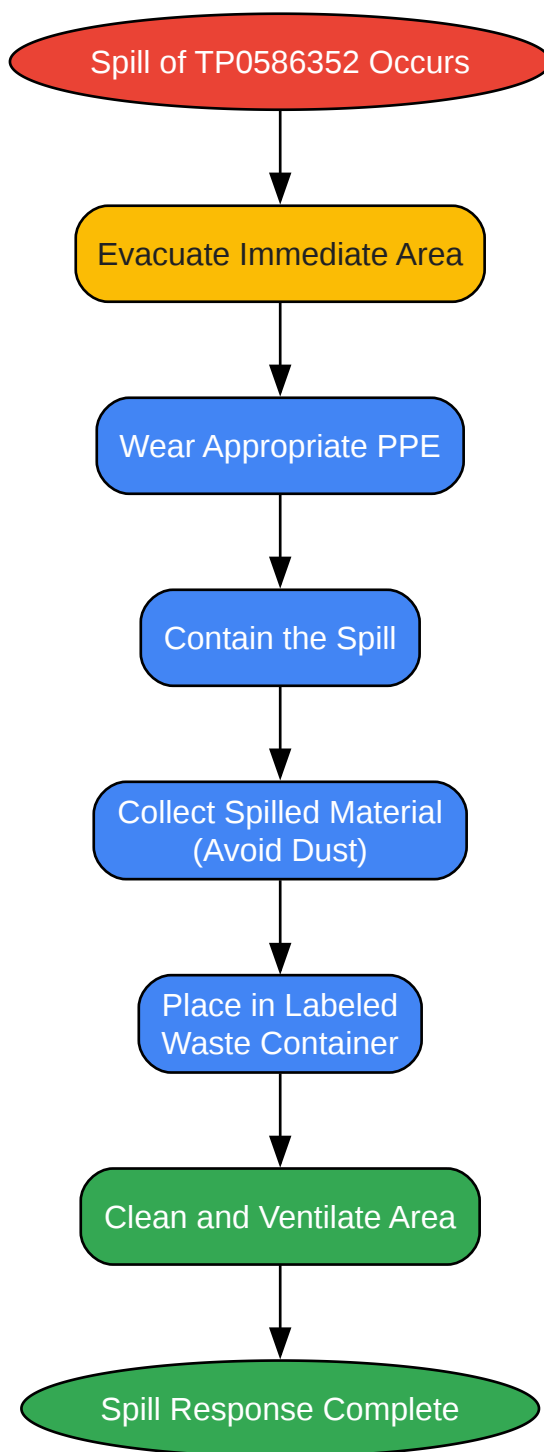 Spill of TP0586352 Occurs
Evacuate Immediate Area
Wear Appropriate PPE
Contain the Spill
Collect Spilled Material
(Avoid Dust)
Place in Labeled
Waste Container
Clean and Ventilate Area
Spill Response Complete